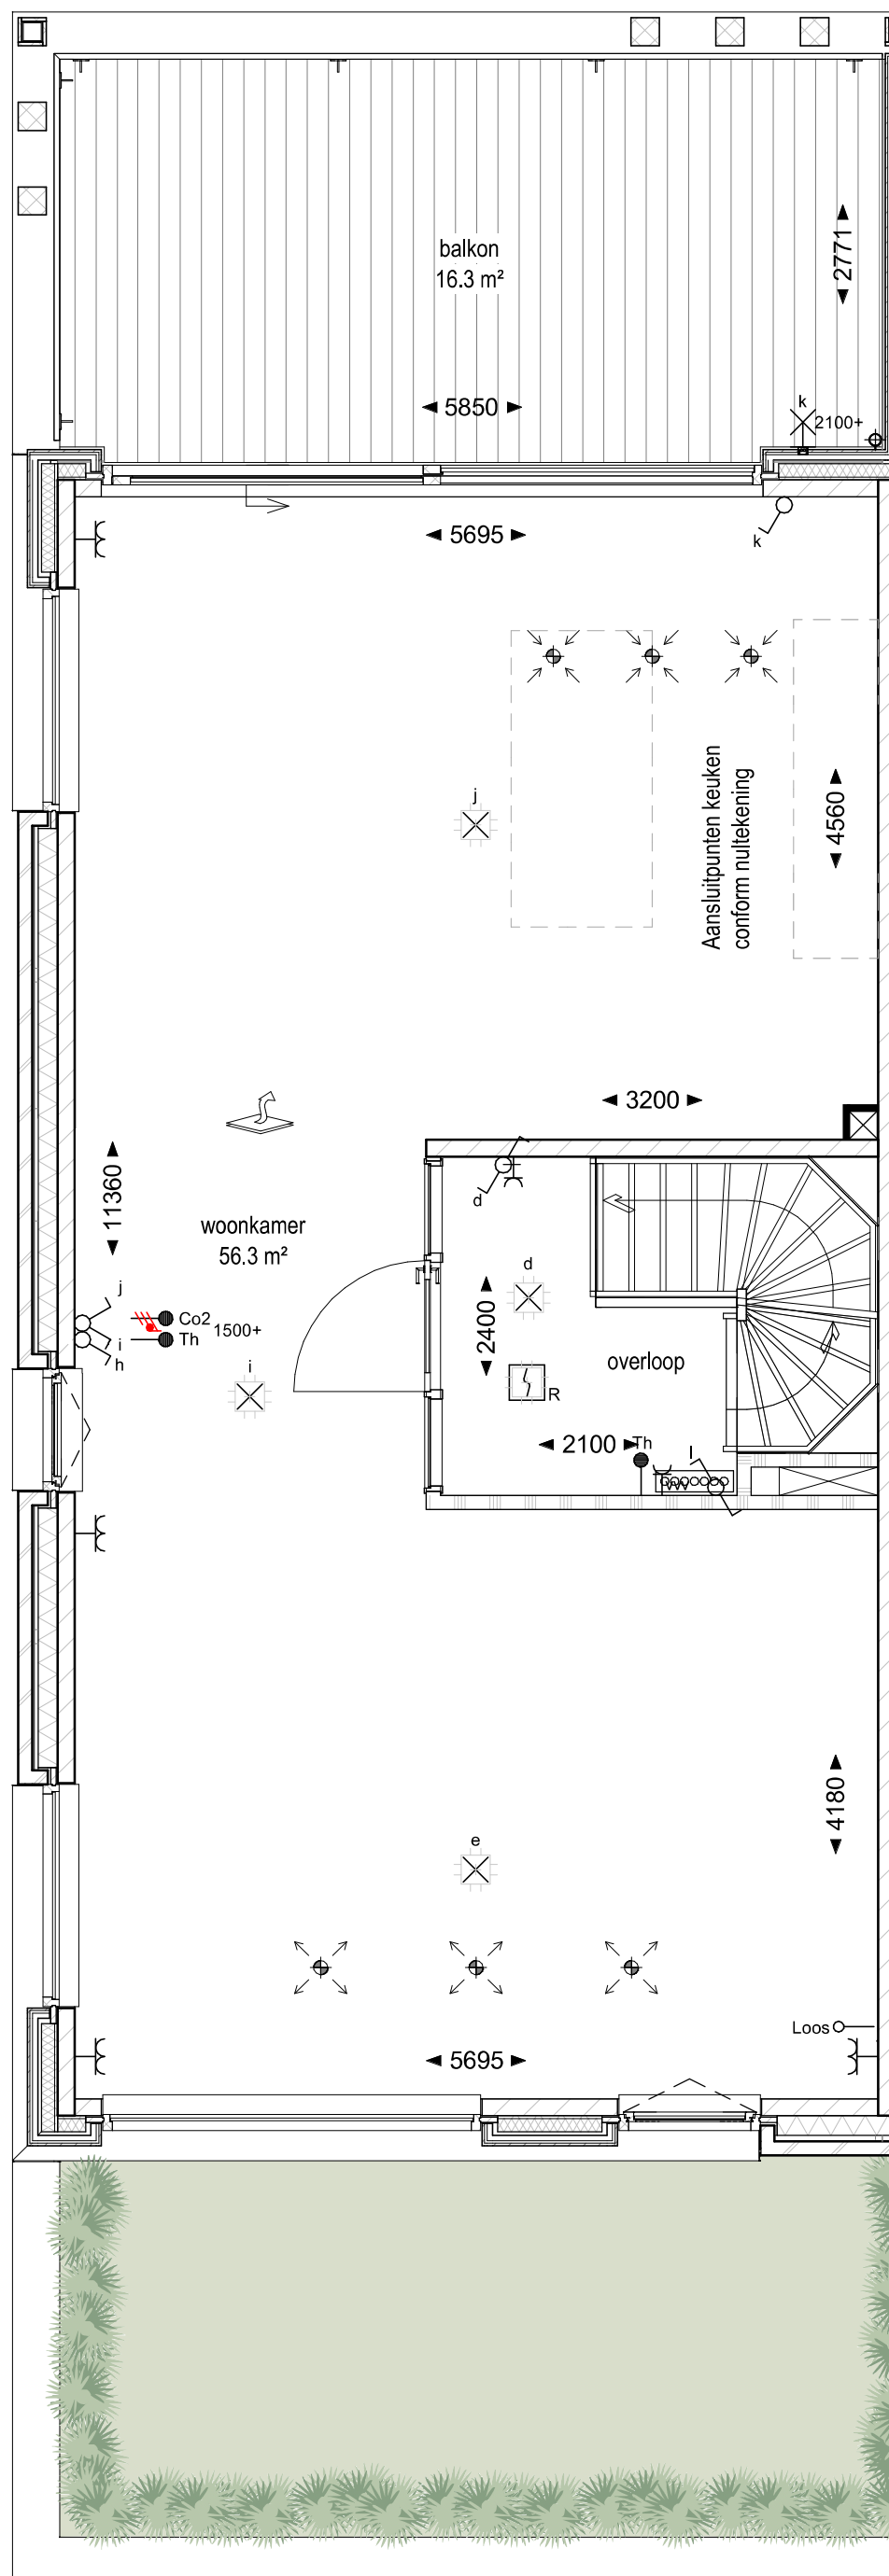 balkon
16.3 m²
2771
5850
k
2100+
5695
k
j
Aansluitpunten keuken
conform nultekening
4560
3200
11360
woonkamer
56.3 m²
d
d
j
i
h
Co2
Th
1500+
2400
overloop
i
R
2100
Th
l
4180
e
Loos
5695